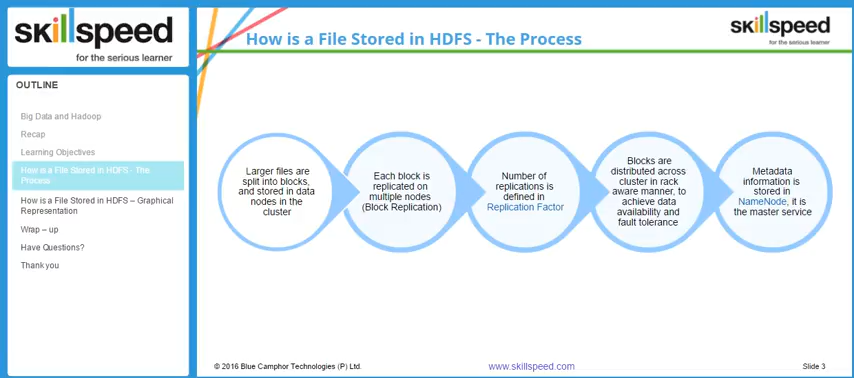 skillspeed
for the serious learner
OUTLINE
Big Data and Hadoop
Recap
Learning Objectives
How is a File Stored in HDFS - The
Process
How is a File Stored in HDFS – Graphical
Representation
Wrap – up
Have Questions?
Thank you
How is a File Stored in HDFS - The Process
skillspeed
for the serious learner
Larger files are
split into blocks,
and stored in data
nodes in the
cluster
Each block is
replicated on
multiple nodes
(Block Replication)
Number of
replications is
defined in
Replication Factor
Blocks are
distributed across
cluster in rack
aware manner, to
achieve data
availability and
fault tolerance
Metadata
information is
stored in
NameNode, it is
the master service
© 2016 Blue Camphor Technologies (P) Ltd.
www.skillspeed.com
Slide 3